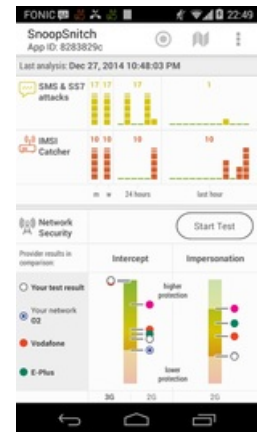 FONIC 22:49
SnoopSnitch
App ID: 8283829c
Last analysis: Dec 27, 2014 10:48:03 PM
SMS & SS7 attacks
17 17 17 1
IMSI Catcher
10 10 10 10
m w 24 hours last hour
Network Security
Start Test
Provider results in comparison:
Intercept
Impersonation
Your test result
Your network O2
Vodafone
E-Plus
higher protection
lower protection
3G 2G 2G